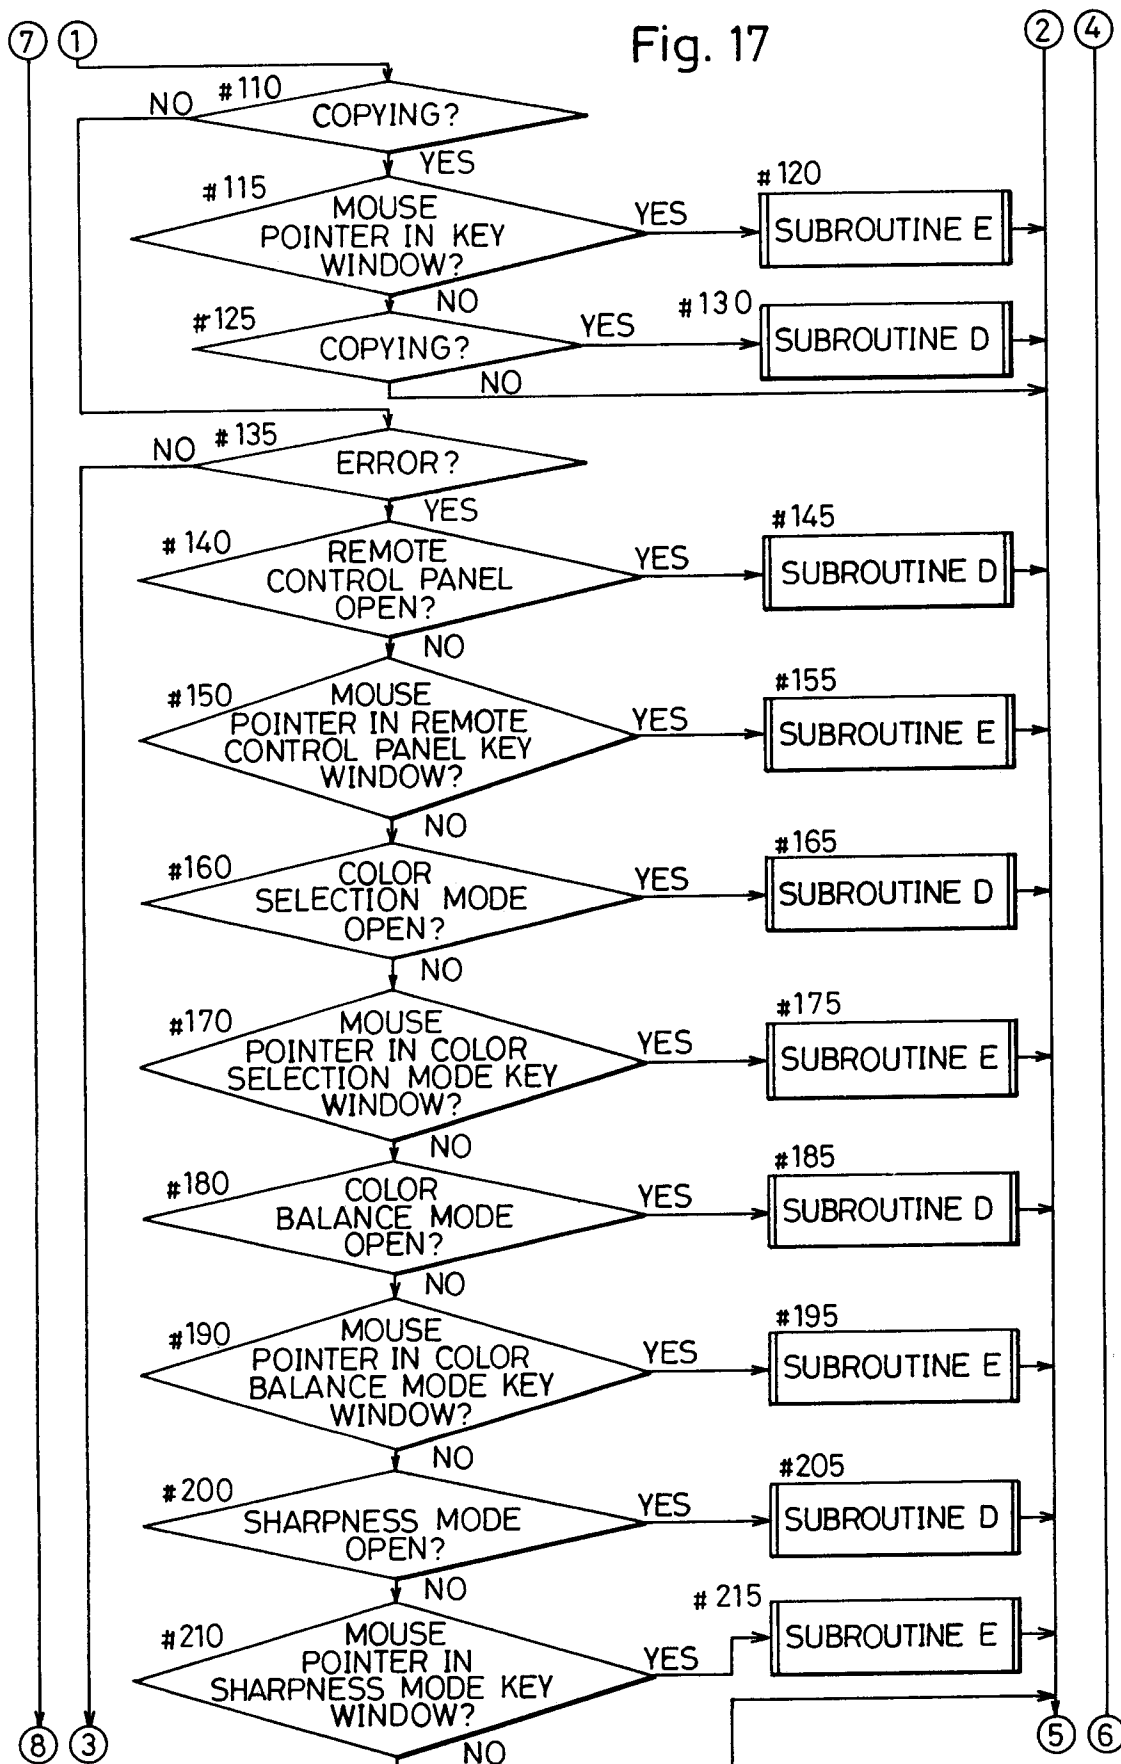 7 1
Fig. 17
2 4
#110
NO
COPYING?
YES
#115
MOUSE
POINTER IN KEY
WINDOW?
YES
#120
SUBROUTINE E
NO
#125
COPYING?
YES
#130
SUBROUTINE D
NO
#135
NO
ERROR?
YES
#140
REMOTE
CONTROL PANEL
OPEN?
YES
#145
SUBROUTINE D
NO
#150
MOUSE
POINTER IN REMOTE
CONTROL PANEL KEY
WINDOW?
YES
#155
SUBROUTINE E
NO
#160
COLOR
SELECTION MODE
OPEN?
YES
#165
SUBROUTINE D
NO
#170
MOUSE
POINTER IN COLOR
SELECTION MODE KEY
WINDOW?
YES
#175
SUBROUTINE E
NO
#180
COLOR
BALANCE MODE
OPEN?
YES
#185
SUBROUTINE D
NO
#190
MOUSE
POINTER IN COLOR
BALANCE MODE KEY
WINDOW?
YES
#195
SUBROUTINE E
NO
#200
SHARPNESS MODE
OPEN?
YES
#205
SUBROUTINE D
NO
#210
MOUSE
POINTER IN
SHARPNESS MODE KEY
WINDOW?
YES
#215
SUBROUTINE E
NO
8 3
5 6